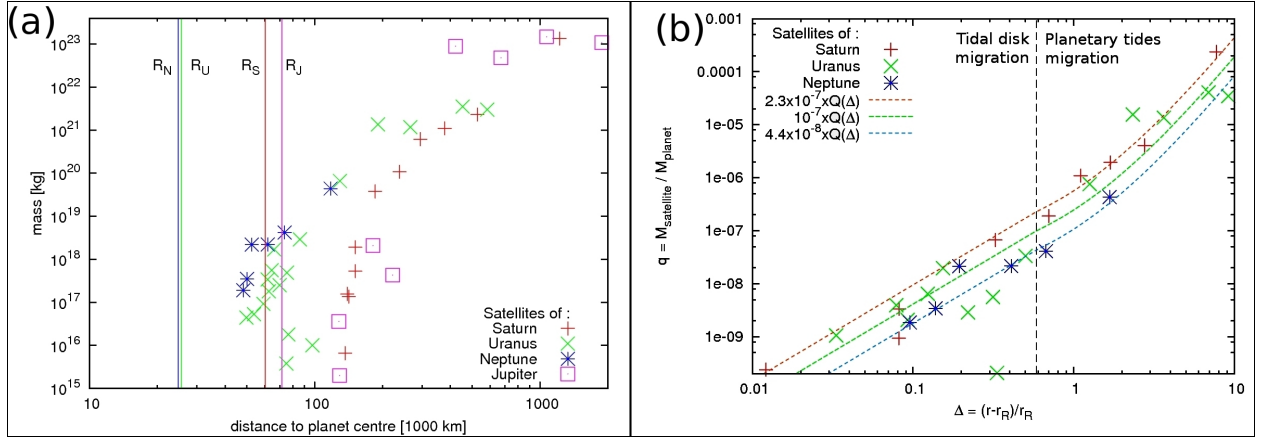 (a)
10^23
10^22
10^21
10^20
10^19
10^18
10^17
10^16
10^15
mass [kg]
R_N R_U R_S R_J
Satellites of :
Saturn
Uranus
Neptune
Jupiter
10 100 1000
distance to planet centre [1000 km]
(b)
0.001
0.0001
1e-05
1e-06
1e-07
1e-08
1e-09
q = M_satellite / M_planet
Satellites of :
Saturn
Uranus
Neptune
2.3x10^-7xQ(Δ)
10^-7xQ(Δ)
4.4x10^-8xQ(Δ)
Tidal disk
migration
Planetary tides
migration
0.01 0.1 1 10
Δ = (r-r_R)/r_R